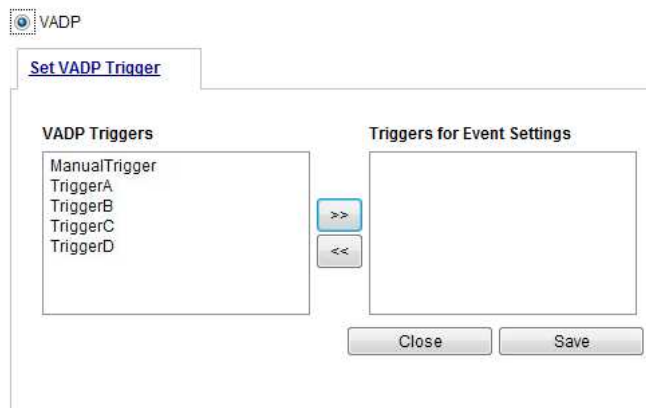 VADP
Set VADP Trigger
VADP Triggers
Triggers for Event Settings
ManualTrigger
TriggerA
TriggerB
TriggerC
TriggerD
>>
<<
Close
Save